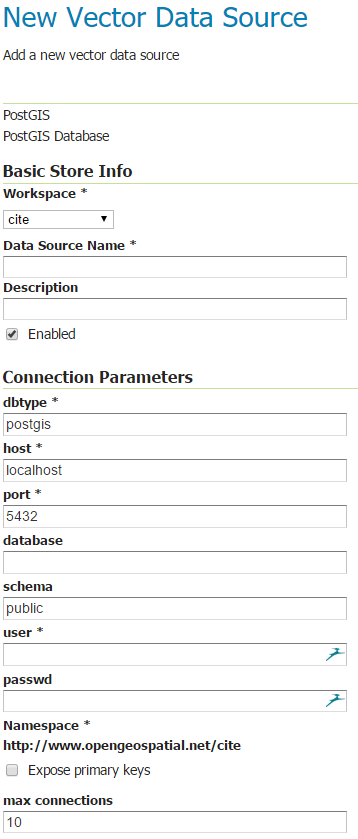 New Vector Data Source
Add a new vector data source
PostGIS
PostGIS Database
Basic Store Info
Workspace *
cite
Data Source Name *
Description
Enabled
Connection Parameters
dbtype *
postgis
host *
localhost
port *
5432
database
schema
public
user *
passwd
Namespace *
http://www.opengeospatial.net/cite
Expose primary keys
max connections
10